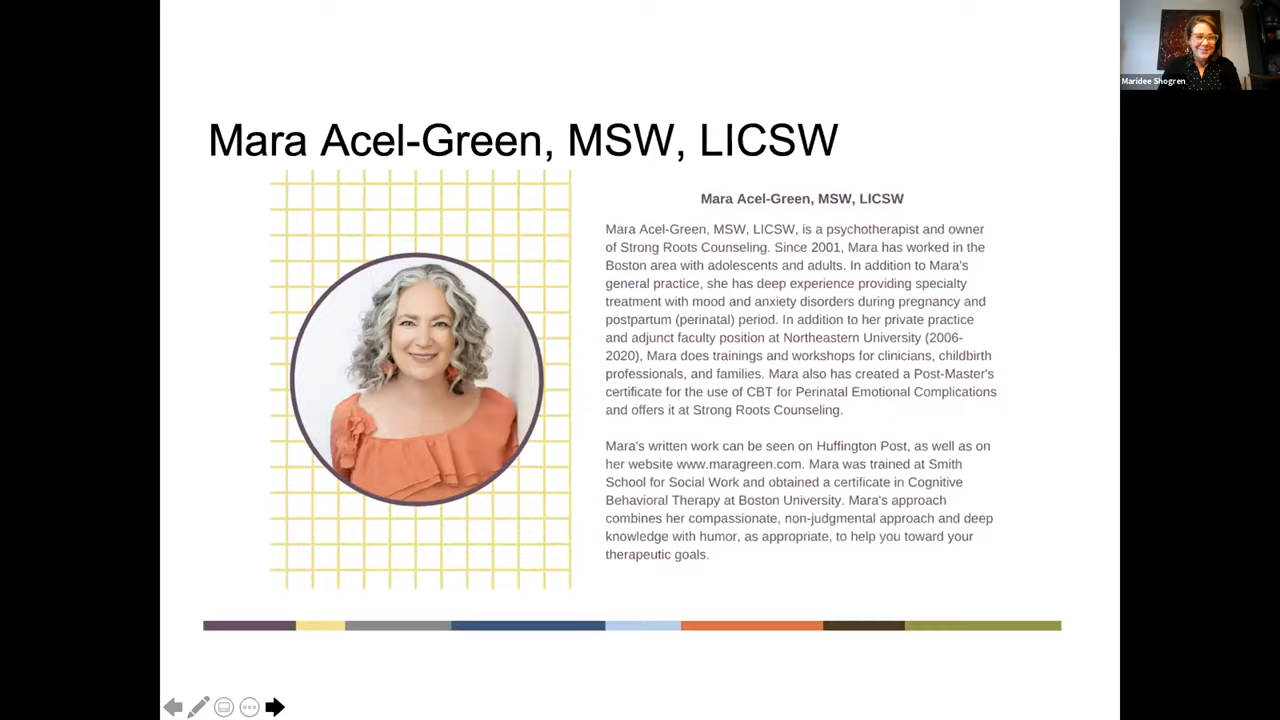 Maridee Shogren
Mara Acel-Green, MSW, LICSW
Mara Acel-Green, MSW, LICSW
Mara Acel-Green, MSW, LICSW, is a psychotherapist and owner
of Strong Roots Counseling. Since 2001, Mara has worked in the
Boston area with adolescents and adults. In addition to Mara's
general practice, she has deep experience providing specialty
treatment with mood and anxiety disorders during pregnancy and
postpartum (perinatal) period. In addition to her private practice
and adjunct faculty position at Northeastern University (2006-
2020), Mara does trainings and workshops for clinicians, childbirth
professionals, and families. Mara also has created a Post-Master's
certificate for the use of CBT for Perinatal Emotional Complications
and offers it at Strong Roots Counseling.
Mara's written work can be seen on Huffington Post, as well as on
her website www.maragreen.com. Mara was trained at Smith
School for Social Work and obtained a certificate in Cognitive
Behavioral Therapy at Boston University. Mara's approach
combines her compassionate, non-judgmental approach and deep
knowledge with humor, as appropriate, to help you toward your
therapeutic goals.